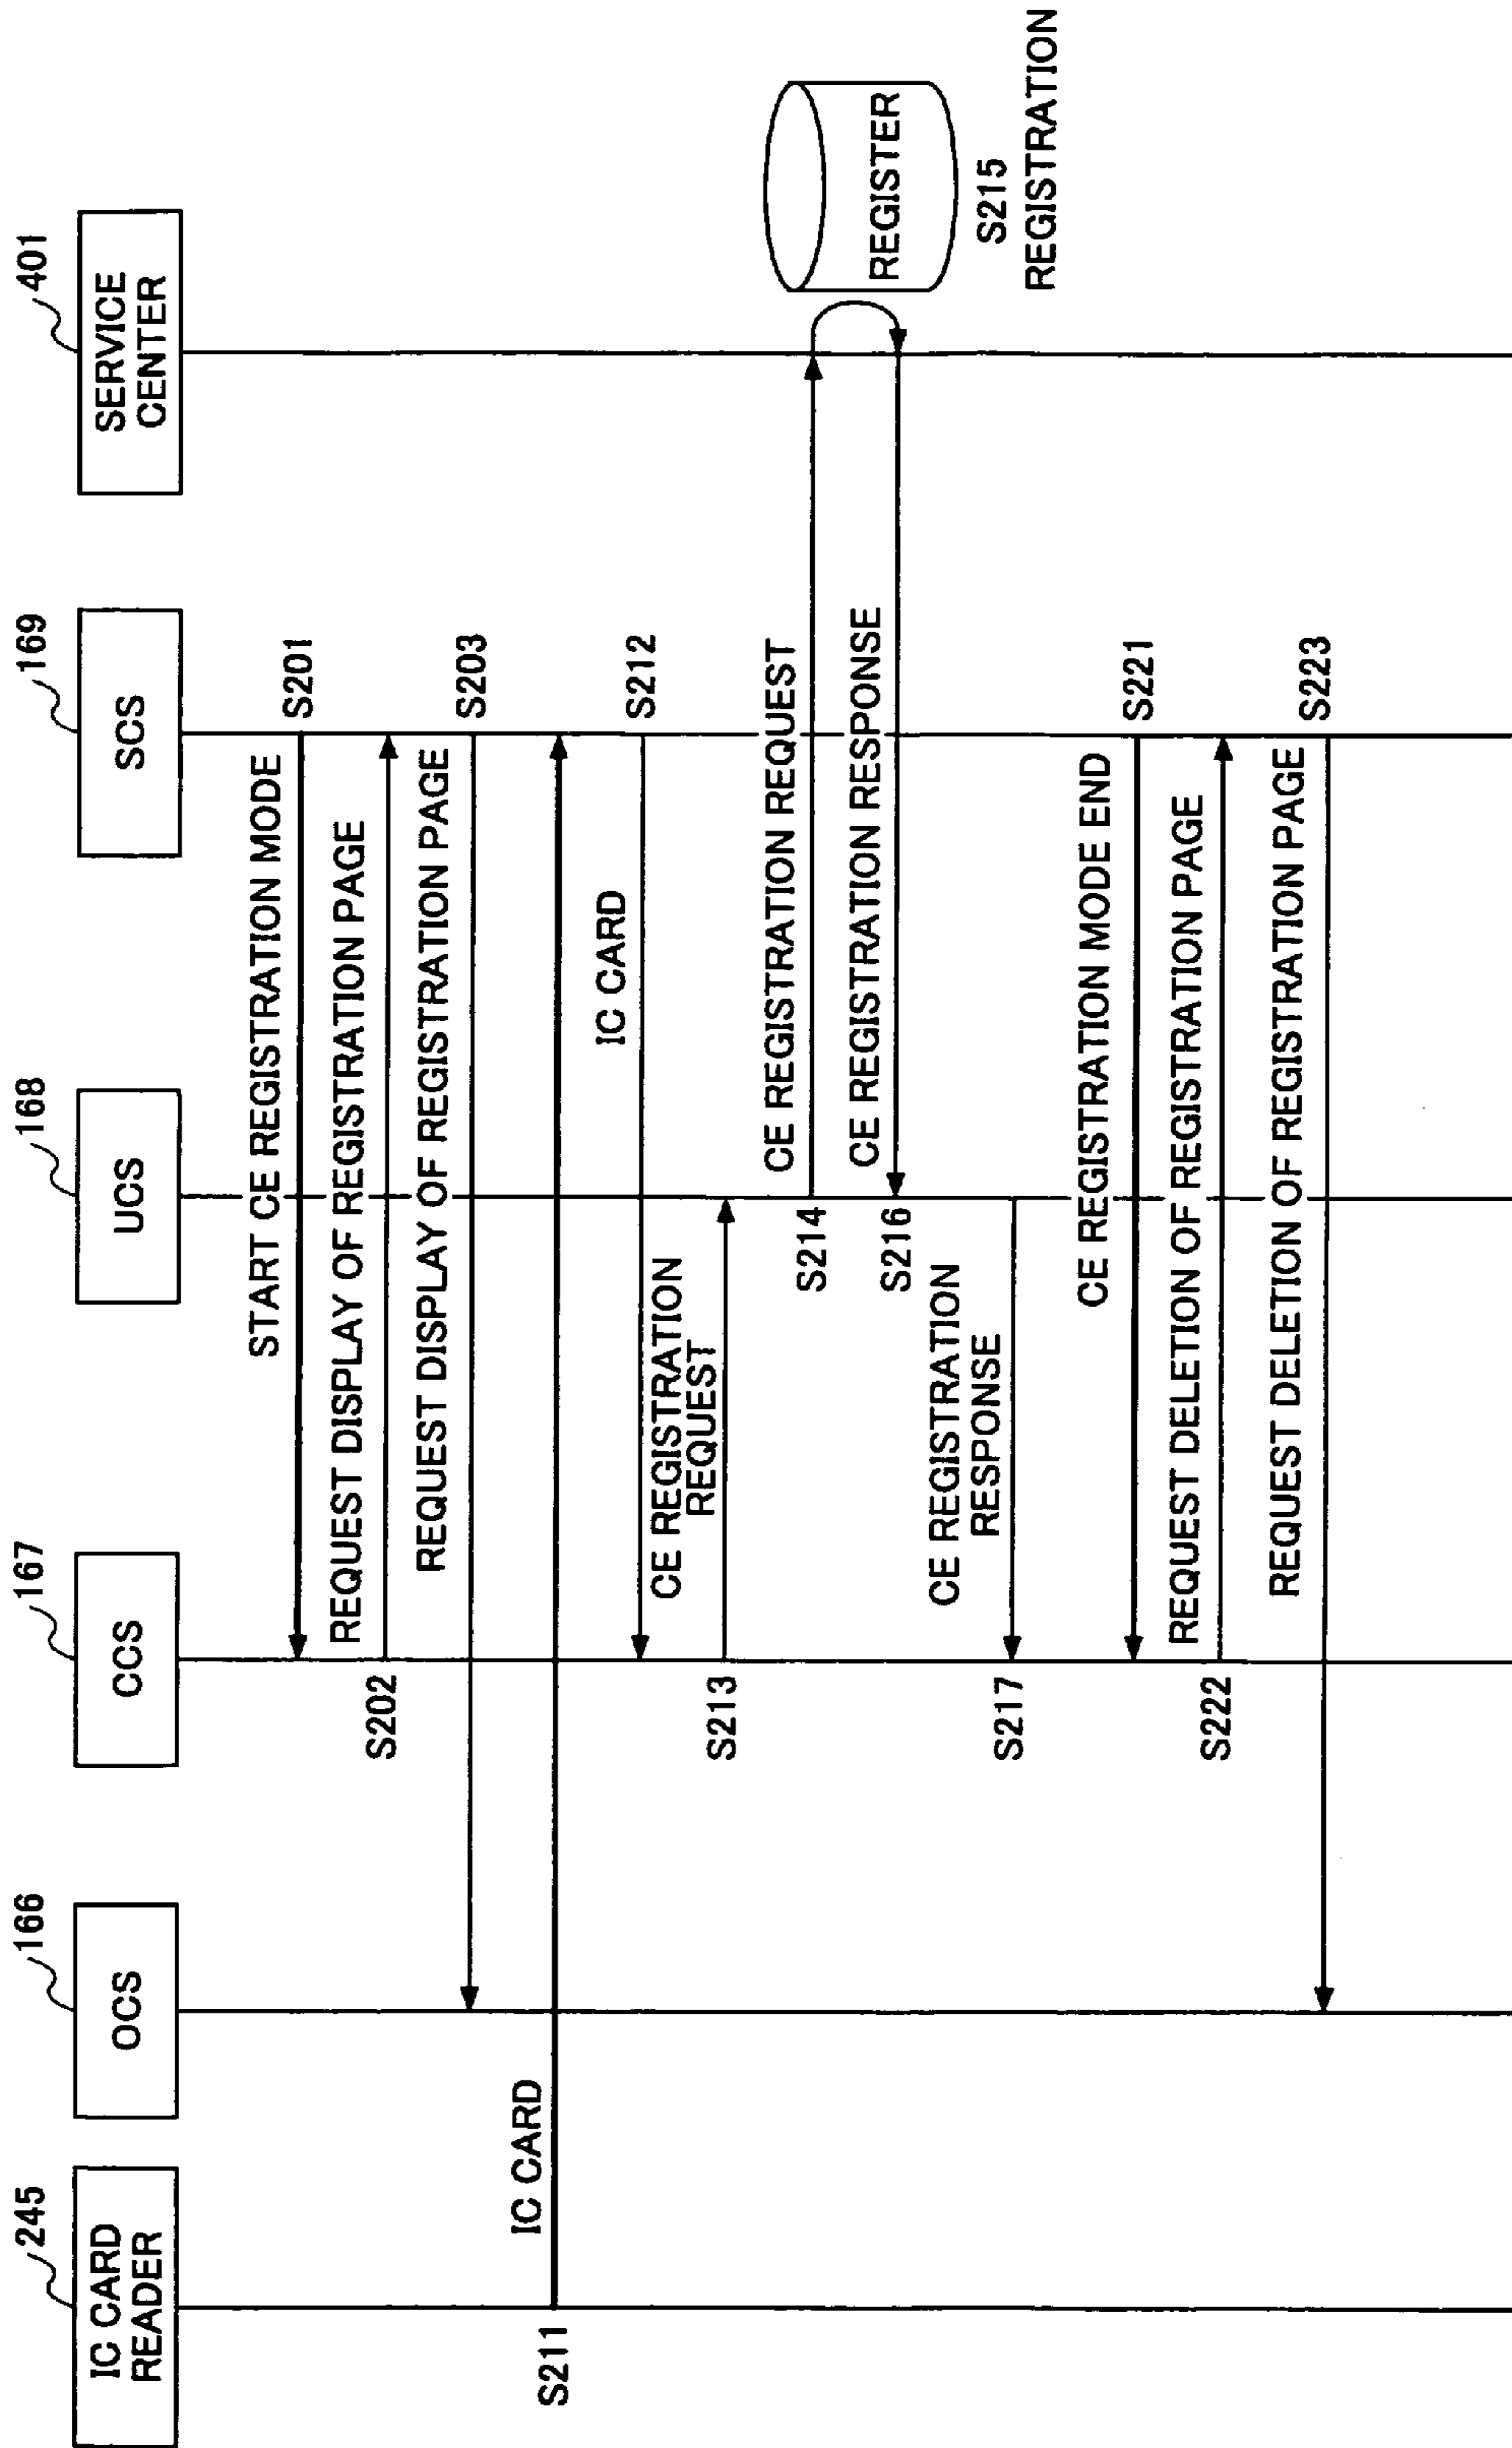 245
IC CARD
READER
166
OCS
167
CCS
168
UCS
169
SCS
401
SERVICE
CENTER
START CE REGISTRATION MODE
S201
REQUEST DISPLAY OF REGISTRATION PAGE
S202
REQUEST DISPLAY OF REGISTRATION PAGE
S203
IC CARD
S211
IC CARD
S212
CE REGISTRATION
REQUEST
S213
CE REGISTRATION REQUEST
S214
REGISTER
S215
REGISTRATION
CE REGISTRATION RESPONSE
S216
CE REGISTRATION
RESPONSE
S217
CE REGISTRATION MODE END
S221
REQUEST DELETION OF REGISTRATION PAGE
S222
REQUEST DELETION OF REGISTRATION PAGE
S223